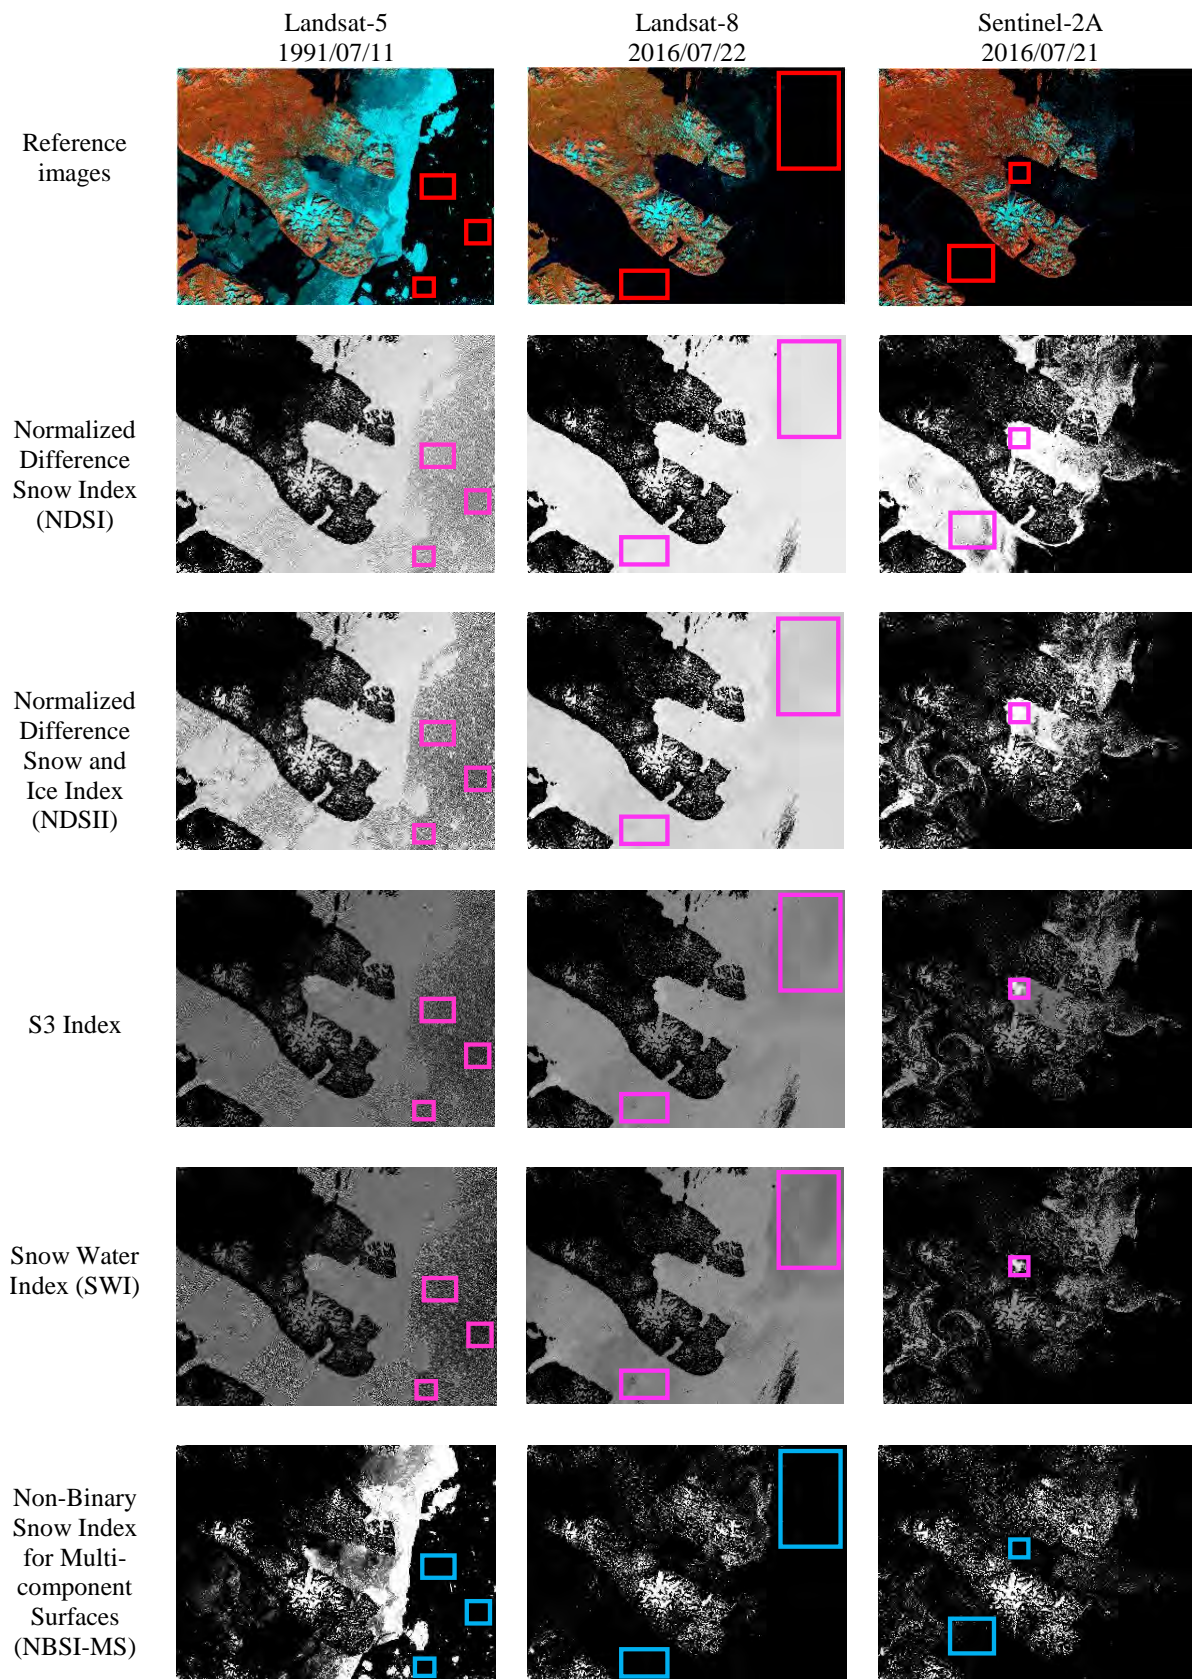 Landsat-5
1991/07/11
Landsat-8
2016/07/22
Sentinel-2A
2016/07/21
Reference
images
Normalized
Difference
Snow Index
(NDSI)
Normalized
Difference
Snow and
Ice Index
(NDSII)
S3 Index
Snow Water
Index (SWI)
Non-Binary
Snow Index
for Multi-
component
Surfaces
(NBSI-MS)